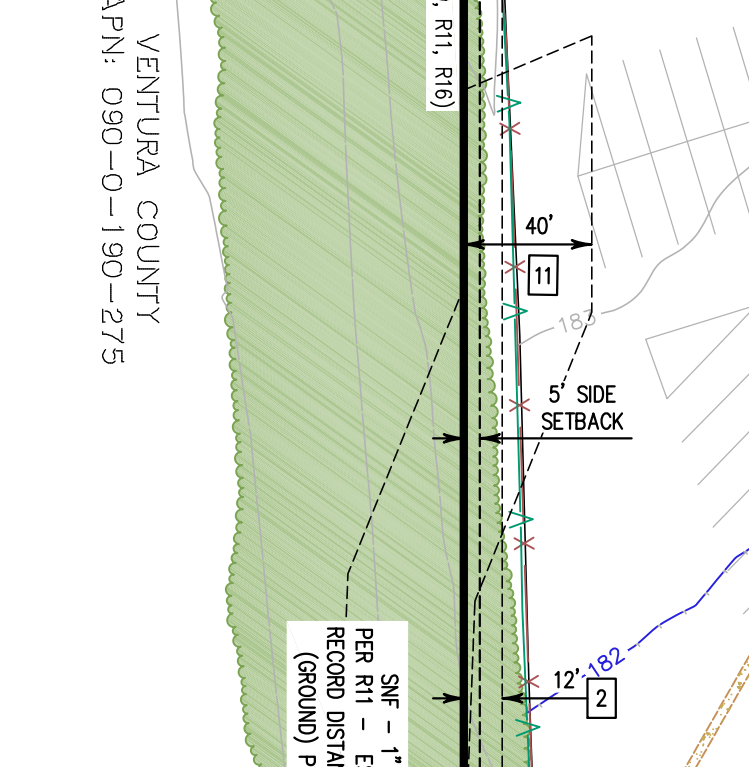 VENTURA COUNTY
APN: 090-0-190-275
, R11, R16)
40'
11
183
5' SIDE
SETBACK
182
12'
2
SNF - 1"
PER R11 -
RECORD
(GROUND)